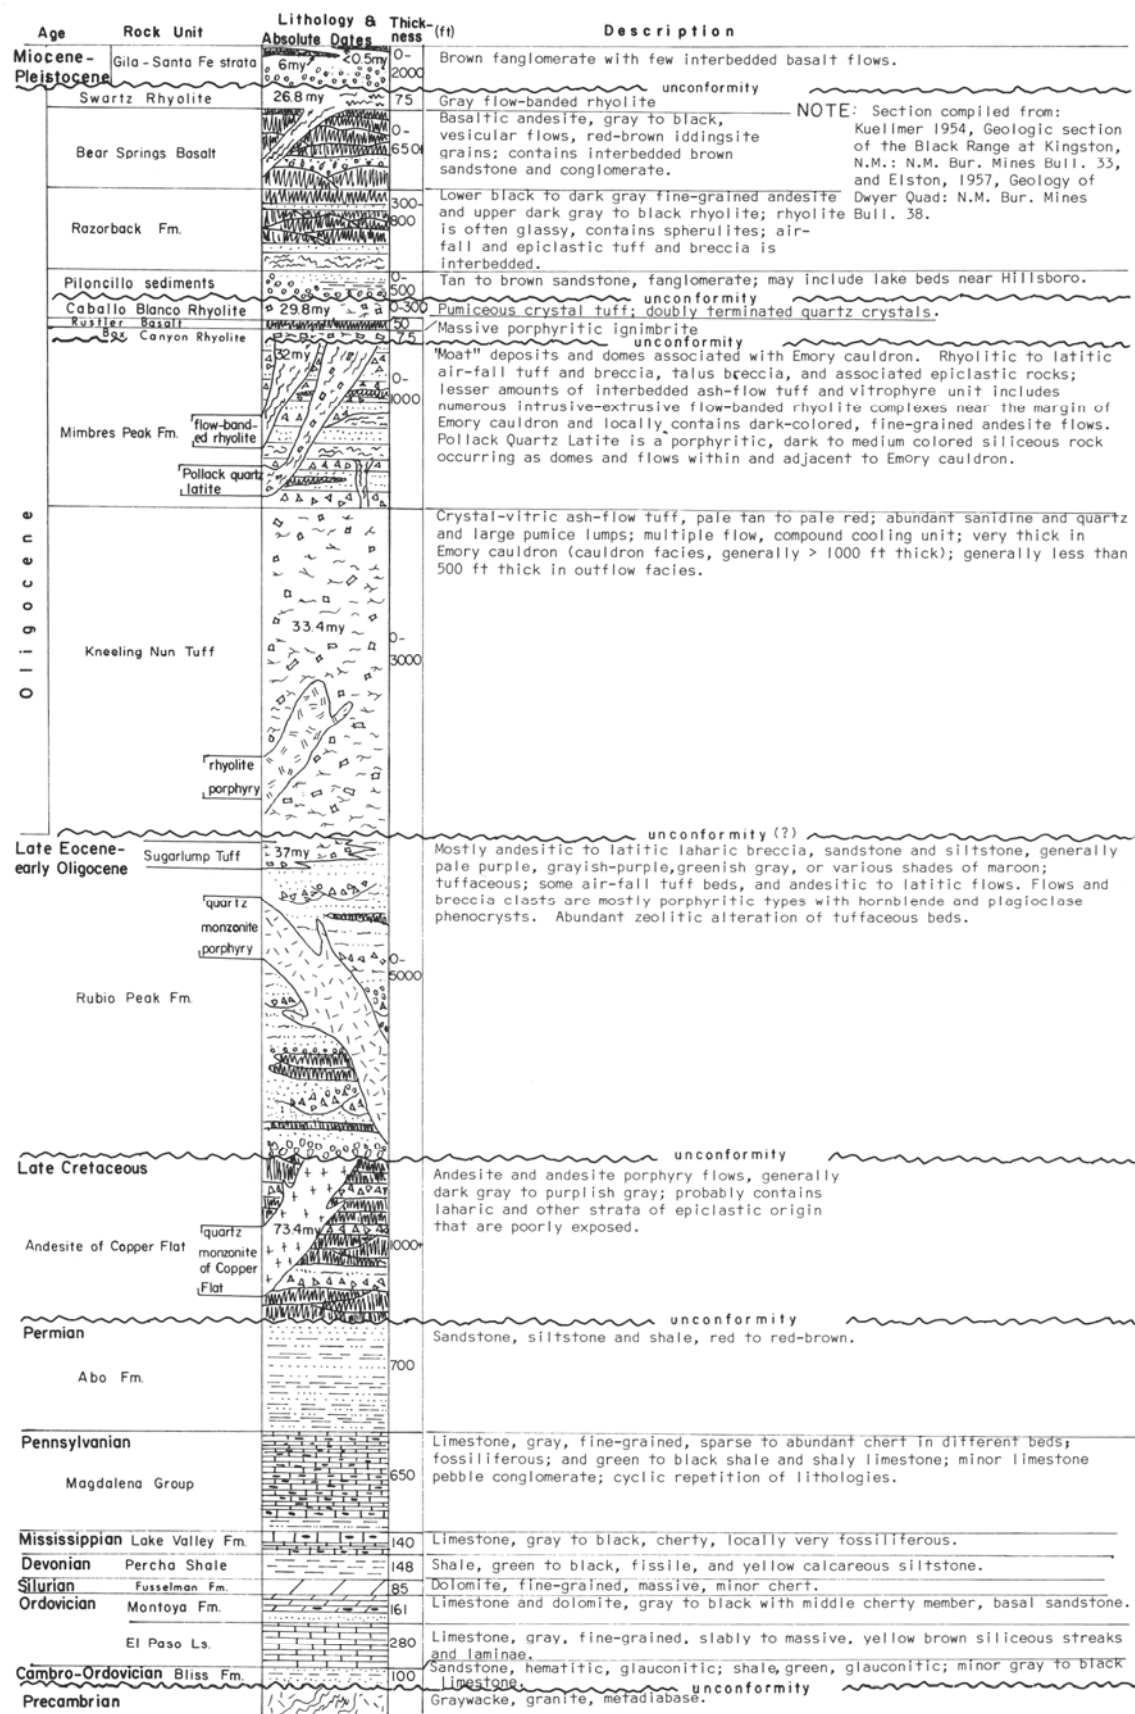 Age Rock Unit Lithology & Absolute Dates Thick-ness (ft) Description
Miocene-Pleistocene Gila-Santa Fe strata 6my <0.5my 0-2000 Brown fanglomerate with few interbedded basalt flows.
unconformity
Swartz Rhyolite 26.8 my 75 Gray flow-banded rhyolite
Bear Springs Basalt 0-650+ Basaltic andesite, gray to black,
vesicular flows, red-brown iddingsite
grains; contains interbedded brown
sandstone and conglomerate.
NOTE: Section compiled from:
Kuellmer 1954, Geologic section
of the Black Range at Kingston,
N.M.: N.M. Bur. Mines Bull. 33,
and Elston, 1957, Geology of
Dwyer Quad: N.M. Bur. Mines
Bull. 38.
Razorback Fm. 300-800 Lower black to dark gray fine-grained andesite
and upper dark gray to black rhyolite; rhyolite
is often glassy, contains spherulites; air-
fall and epiclastic tuff and breccia is
interbedded.
Piloncillo sediments 0-500 Tan to brown sandstone, fanglomerate; may include lake beds near Hillsboro.
unconformity
Caballo Blanco Rhyolite 29.8my 0-300 Pumiceous crystal tuff; doubly terminated quartz crystals.
Rustler Basalt 50
Box Canyon Rhyolite 75 Massive porphyritic ignimbrite
unconformity
Mimbres Peak Fm. 32my 0-1000 "Moat" deposits and domes associated with Emory cauldron. Rhyolitic to latitic
air-fall tuff and breccia, talus breccia, and associated epiclastic rocks;
lesser amounts of interbedded ash-flow tuff and vitrophyre unit includes
numerous intrusive-extrusive flow-banded rhyolite complexes near the margin of
Emory cauldron and locally contains dark-colored, fine-grained andesite flows.
Pollack Quartz Latite is a porphyritic, dark to medium colored siliceous rock
occurring as domes and flows within and adjacent to Emory cauldron.
flow-band-
ed rhyolite
Pollack quartz
latite
Oligocene
Kneeling Nun Tuff 33.4my 0-3000 Crystal-vitric ash-flow tuff, pale tan to pale red; abundant sanidine and quartz
and large pumice lumps; multiple flow, compound cooling unit; very thick in
Emory cauldron (cauldron facies, generally > 1000 ft thick); generally less than
500 ft thick in outflow facies.
rhyolite
porphyry
unconformity (?)
Late Eocene-
early Oligocene
Sugarlump Tuff 37my Mostly andesitic to latitic laharic breccia, sandstone and siltstone, generally
pale purple, grayish-purple,greenish gray, or various shades of maroon;
tuffaceous; some air-fall tuff beds, and andesitic to latitic flows. Flows and
breccia clasts are mostly porphyritic types with hornblende and plagioclase
phenocrysts. Abundant zeolitic alteration of tuffaceous beds.
quartz
monzonite
porphyry
Rubio Peak Fm. 0-5000
unconformity
Late Cretaceous
Andesite of Copper Flat 73.4my 1000+ Andesite and andesite porphyry flows, generally
dark gray to purplish gray; probably contains
laharic and other strata of epiclastic origin
that are poorly exposed.
quartz
monzonite
of Copper
Flat
unconformity
Permian
Abo Fm. 700 Sandstone, siltstone and shale, red to red-brown.
Pennsylvanian
Magdalena Group 650 Limestone, gray, fine-grained, sparse to abundant chert in different beds;
fossiliferous; and green to black shale and shaly limestone; minor limestone
pebble conglomerate; cyclic repetition of lithologies.
Mississippian Lake Valley Fm. 140 Limestone, gray to black, cherty, locally very fossiliferous.
Devonian Percha Shale 148 Shale, green to black, fissile, and yellow calcareous siltstone.
Silurian Fusselman Fm. 85 Dolomite, fine-grained, massive, minor chert.
Ordovician Montoya Fm. 161 Limestone and dolomite, gray to black with middle cherty member, basal sandstone.
El Paso Ls. 280 Limestone, gray, fine-grained. slably to massive. yellow brown siliceous streaks
and laminae.
Cambro-Ordovician Bliss Fm. 100 Sandstone, hematitic, glauconitic; shale, green, glauconitic; minor gray to black
limestone.
unconformity
Precambrian Graywacke, granite, metadiabase.